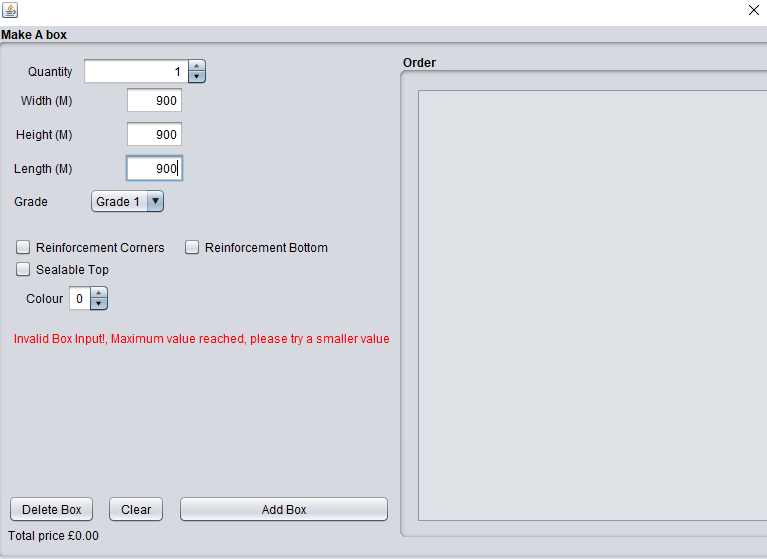 Make A box
Quantity 1
Width (M) 900
Height (M) 900
Length (M) 900
Grade Grade 1
Reinforcement Corners Reinforcement Bottom
Sealable Top
Colour 0
Invalid Box Input!, Maximum value reached, please try a smaller value
Delete Box Clear Add Box
Total price £0.00
Order